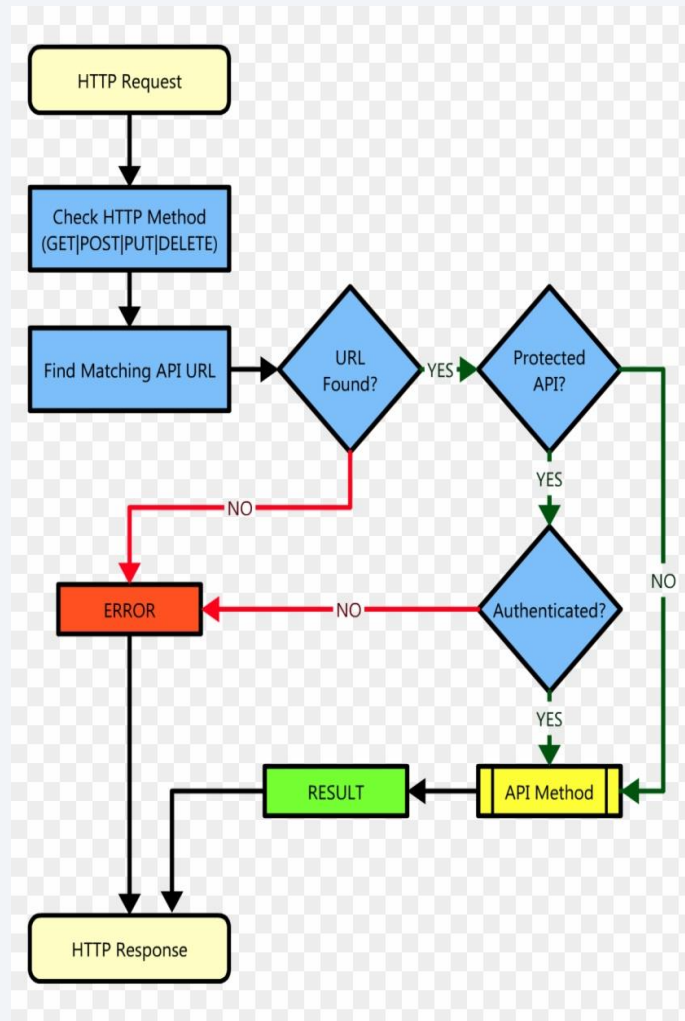 HTTP Request
Check HTTP Method
(GET|POST|PUT|DELETE)
Find Matching API URL
URL
Found?
YES
Protected
API?
YES
NO
NO
ERROR
NO
Authenticated?
YES
RESULT
API Method
HTTP Response